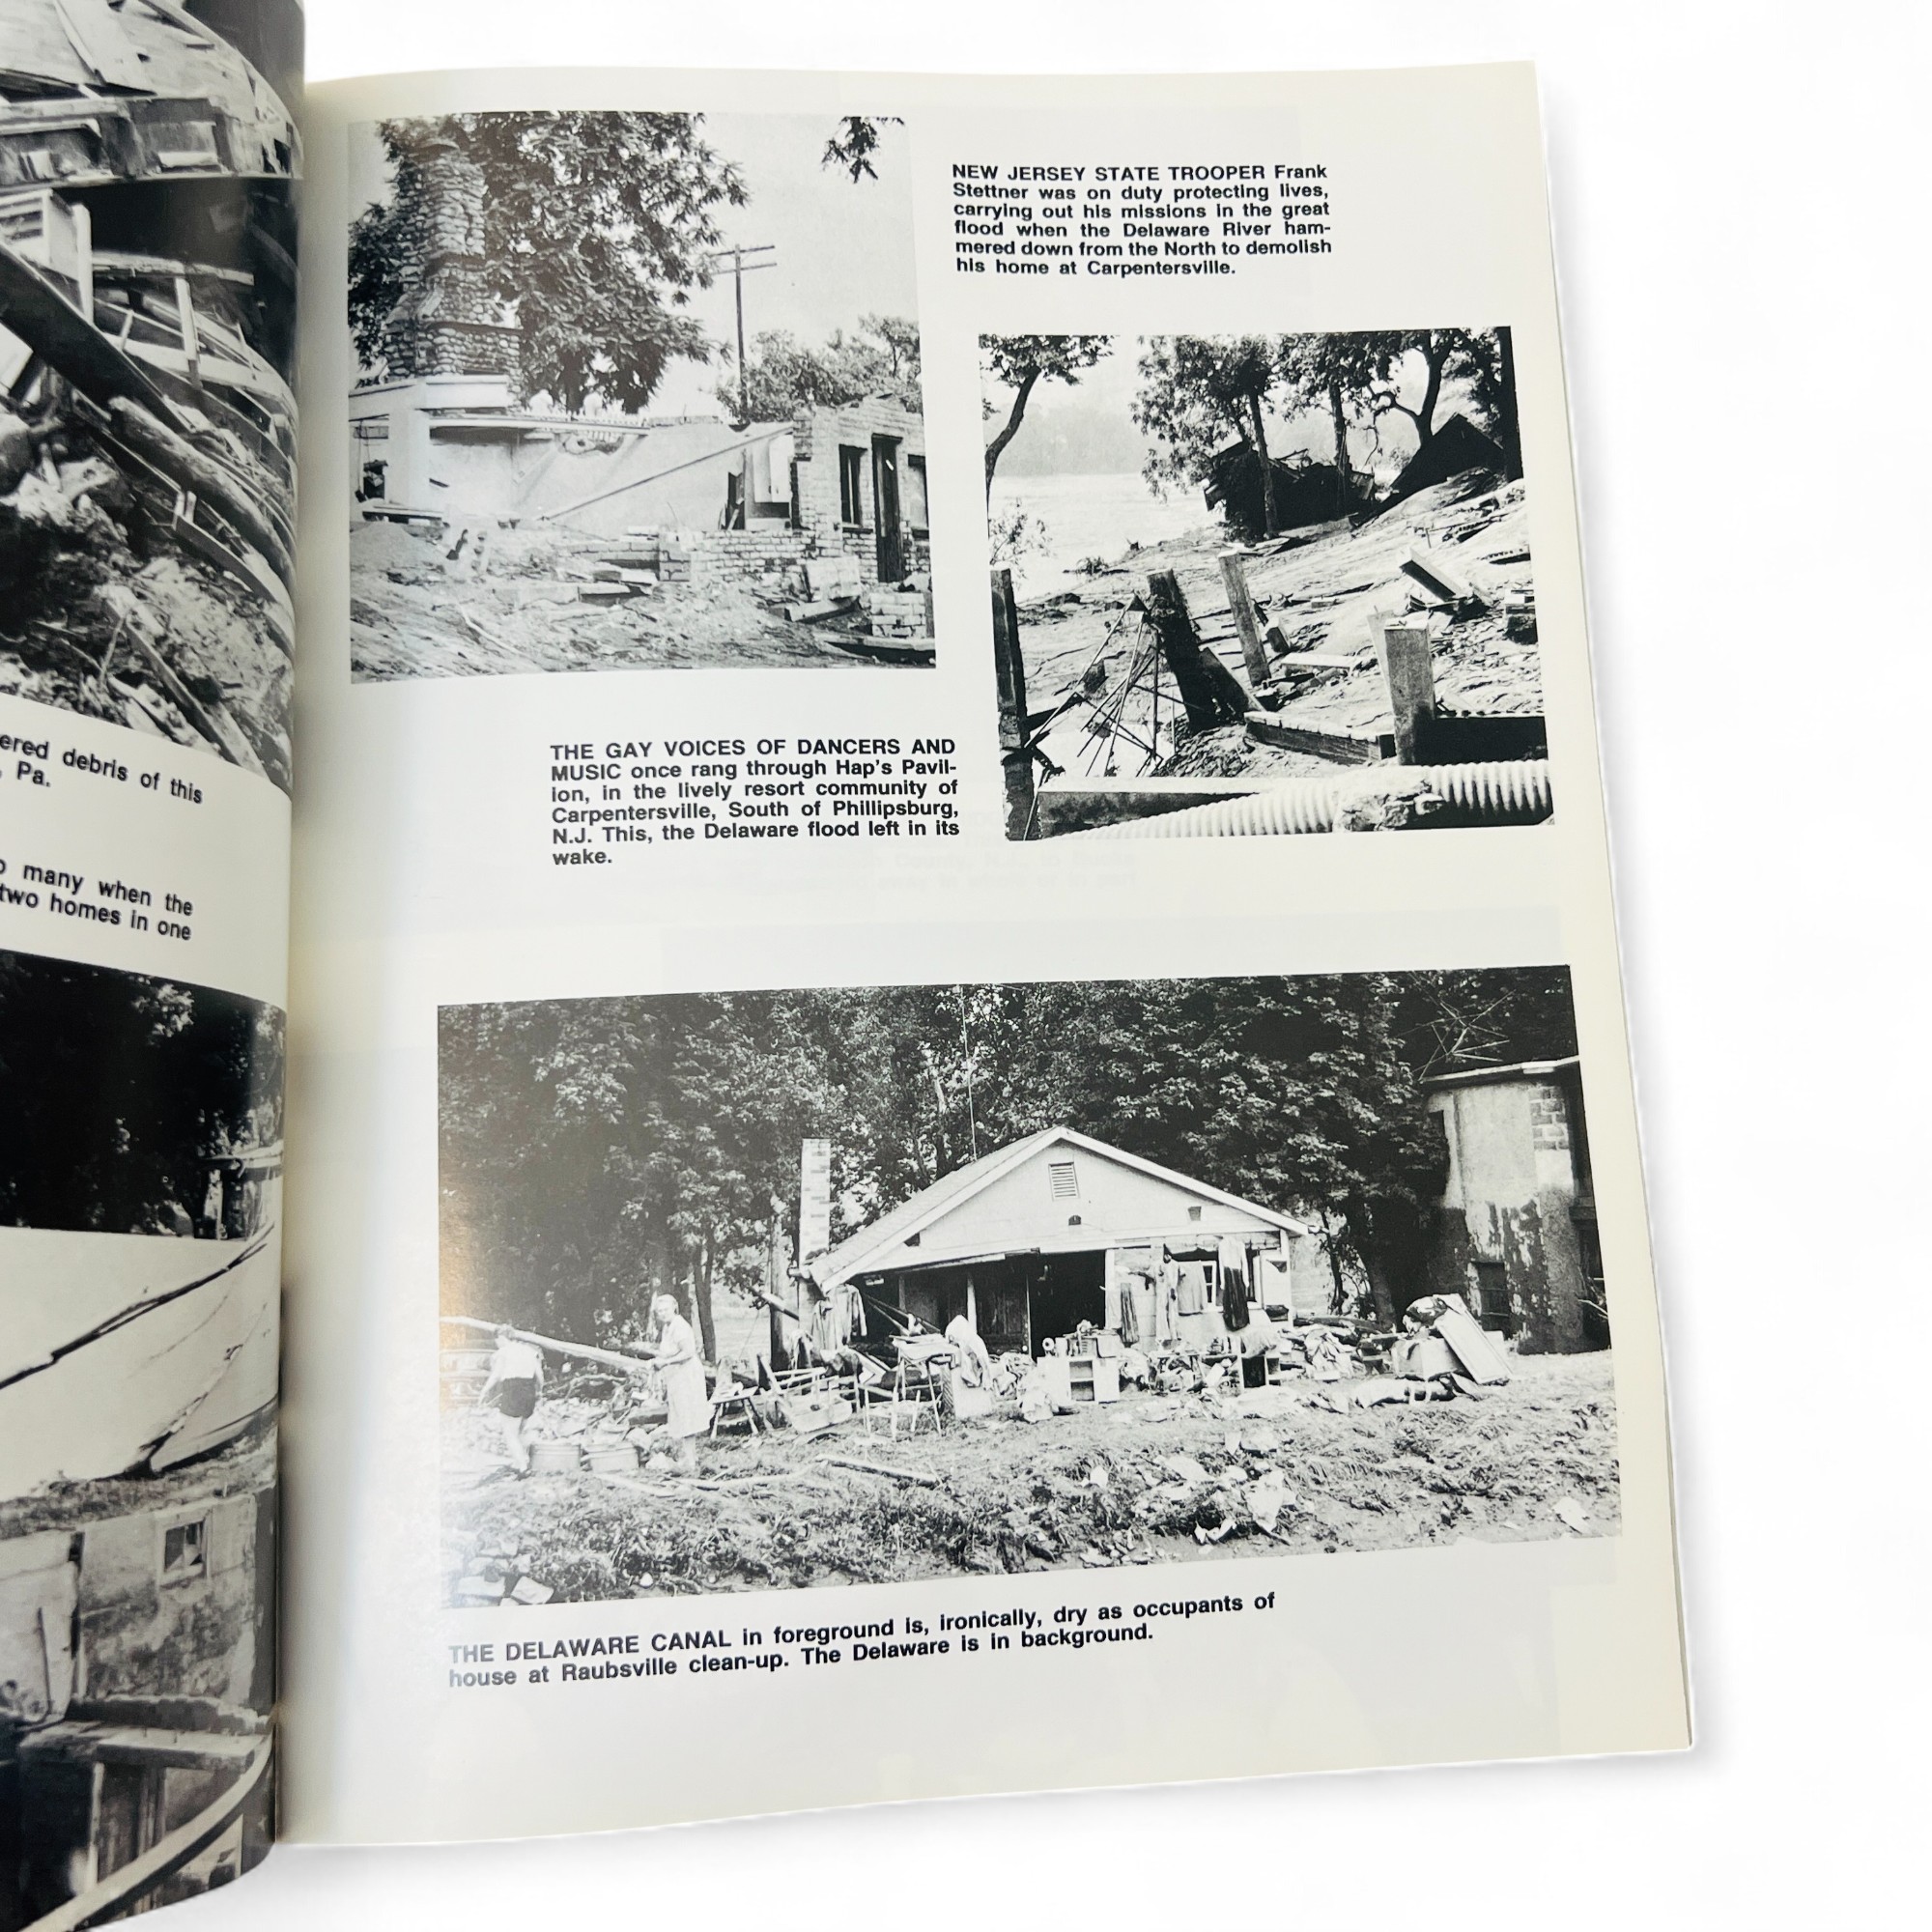 ered debris of this
, Pa.
many when the
two homes in one
NEW JERSEY STATE TROOPER Frank
Stettner was on duty protecting lives,
carrying out his missions in the great
flood when the Delaware River ham-
mered down from the North to demolish
his home at Carpentersville.
THE GAY VOICES OF DANCERS AND
MUSIC once rang through Hap's Pavil-
ion, in the lively resort community of
Carpentersville, South of Phillipsburg,
N.J. This, the Delaware flood left in its
wake.
THE DELAWARE CANAL in foreground is, ironically, dry as occupants of
house at Raubsville clean-up. The Delaware is in background.